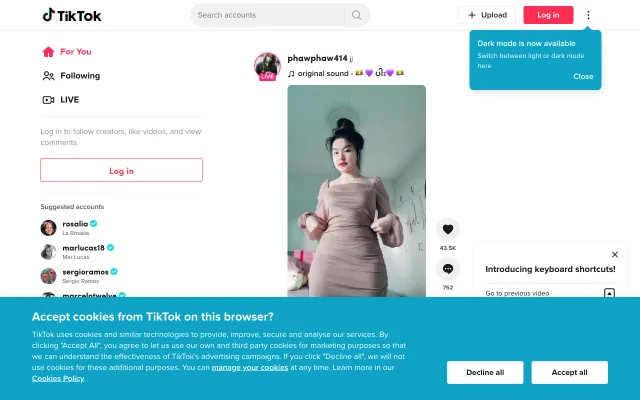 TikTok
Search accounts
+ Upload
Log in
Dark mode is now available
Switch between light or dark mode
here
Close
For You
Following
LIVE
Log in to follow creators, like videos, and view
comments.
Log in
Suggested accounts
rosalia
La Rosalia
marlucas18
Mar Lucas
sergioramos
Sergio Ramos
marcelotwelve
phawphaw414 jj
LIVE
original sound -
43.5K
752
Introducing keyboard shortcuts!
Go to previous video
Accept cookies from TikTok on this browser?
TikTok uses cookies and similar technologies to provide, improve, secure and analyse our services. By
clicking "Accept All", you agree to let us use our own and third party cookies for marketing purposes so that
we can understand the effectiveness of TikTok's advertising campaigns. If you click "Decline all", we will not
use cookies for these additional purposes. You can manage your cookies at any time. Learn more in our
Cookies Policy.
Decline all
Accept all